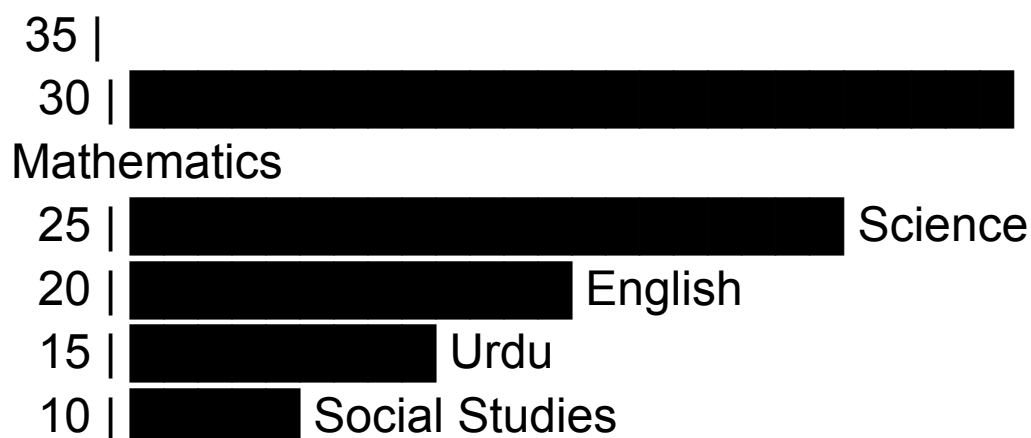 35 |
30 | ██████████████████████████
Mathematics
25 | █████████████████████ Science
20 | █████████████ English
15 | █████████ Urdu
10 | █████ Social Studies